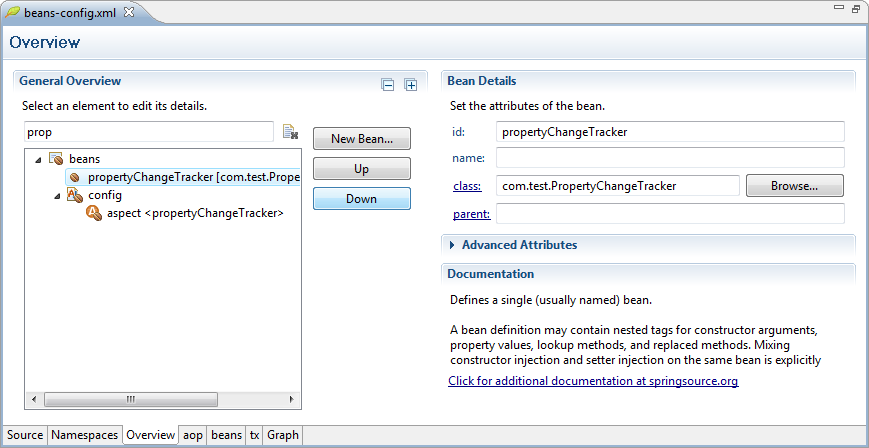 beans-config.xml
Overview
General Overview
Select an element to edit its details.
prop
beans
propertyChangeTracker [com.test.Prope
config
aspect <propertyChangeTracker>
New Bean...
Up
Down
Bean Details
Set the attributes of the bean.
id: propertyChangeTracker
name:
class: com.test.PropertyChangeTracker Browse...
parent:
Advanced Attributes
Documentation
Defines a single (usually named) bean.
A bean definition may contain nested tags for constructor arguments,
property values, lookup methods, and replaced methods. Mixing
constructor injection and setter injection on the same bean is explicitly
Click for additional documentation at springsource.org
Source Namespaces Overview aop beans tx Graph